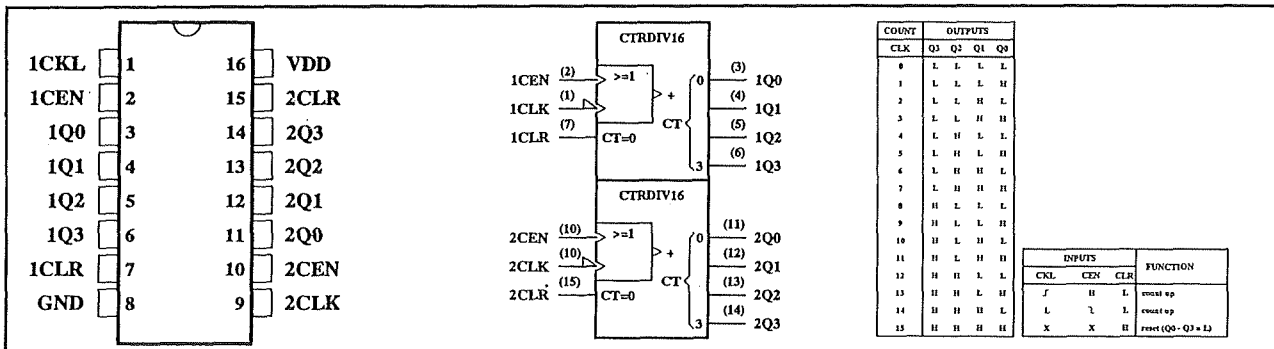 1CKL 1 16 VDD
1CEN 2 15 2CLR
1Q0 3 14 2Q3
1Q1 4 13 2Q2
1Q2 5 12 2Q1
1Q3 6 11 2Q0
1CLR 7 10 2CEN
GND 8 9 2CLK
CTRDIV16
1CEN (2) >=1 0 (3) 1Q0
1CLK (1) + (4) 1Q1
CT (5) 1Q2
1CLR (7) CT=0
3 (6) 1Q3
CTRDIV16
2CEN (10) >=1 0 (11) 2Q0
2CLK (10) + (12) 2Q1
CT (13) 2Q2
2CLR (15) CT=0
3 (14) 2Q3
COUNT OUTPUTS
CLK Q3 Q2 Q1 Q0
0 L L L L
1 L L L H
2 L L H L
3 L L H H
4 L H L L
5 L H L H
6 L H H L
7 L H H H
8 H L L L
9 H L L H
10 H L H L
11 H L H H
12 H H L L
13 H H L H
14 H H H L
15 H H H H
INPUTS FUNCTION
CKL CEN CLR
H L count up
L L count up
X X H reset (Q0 - Q3 = L)